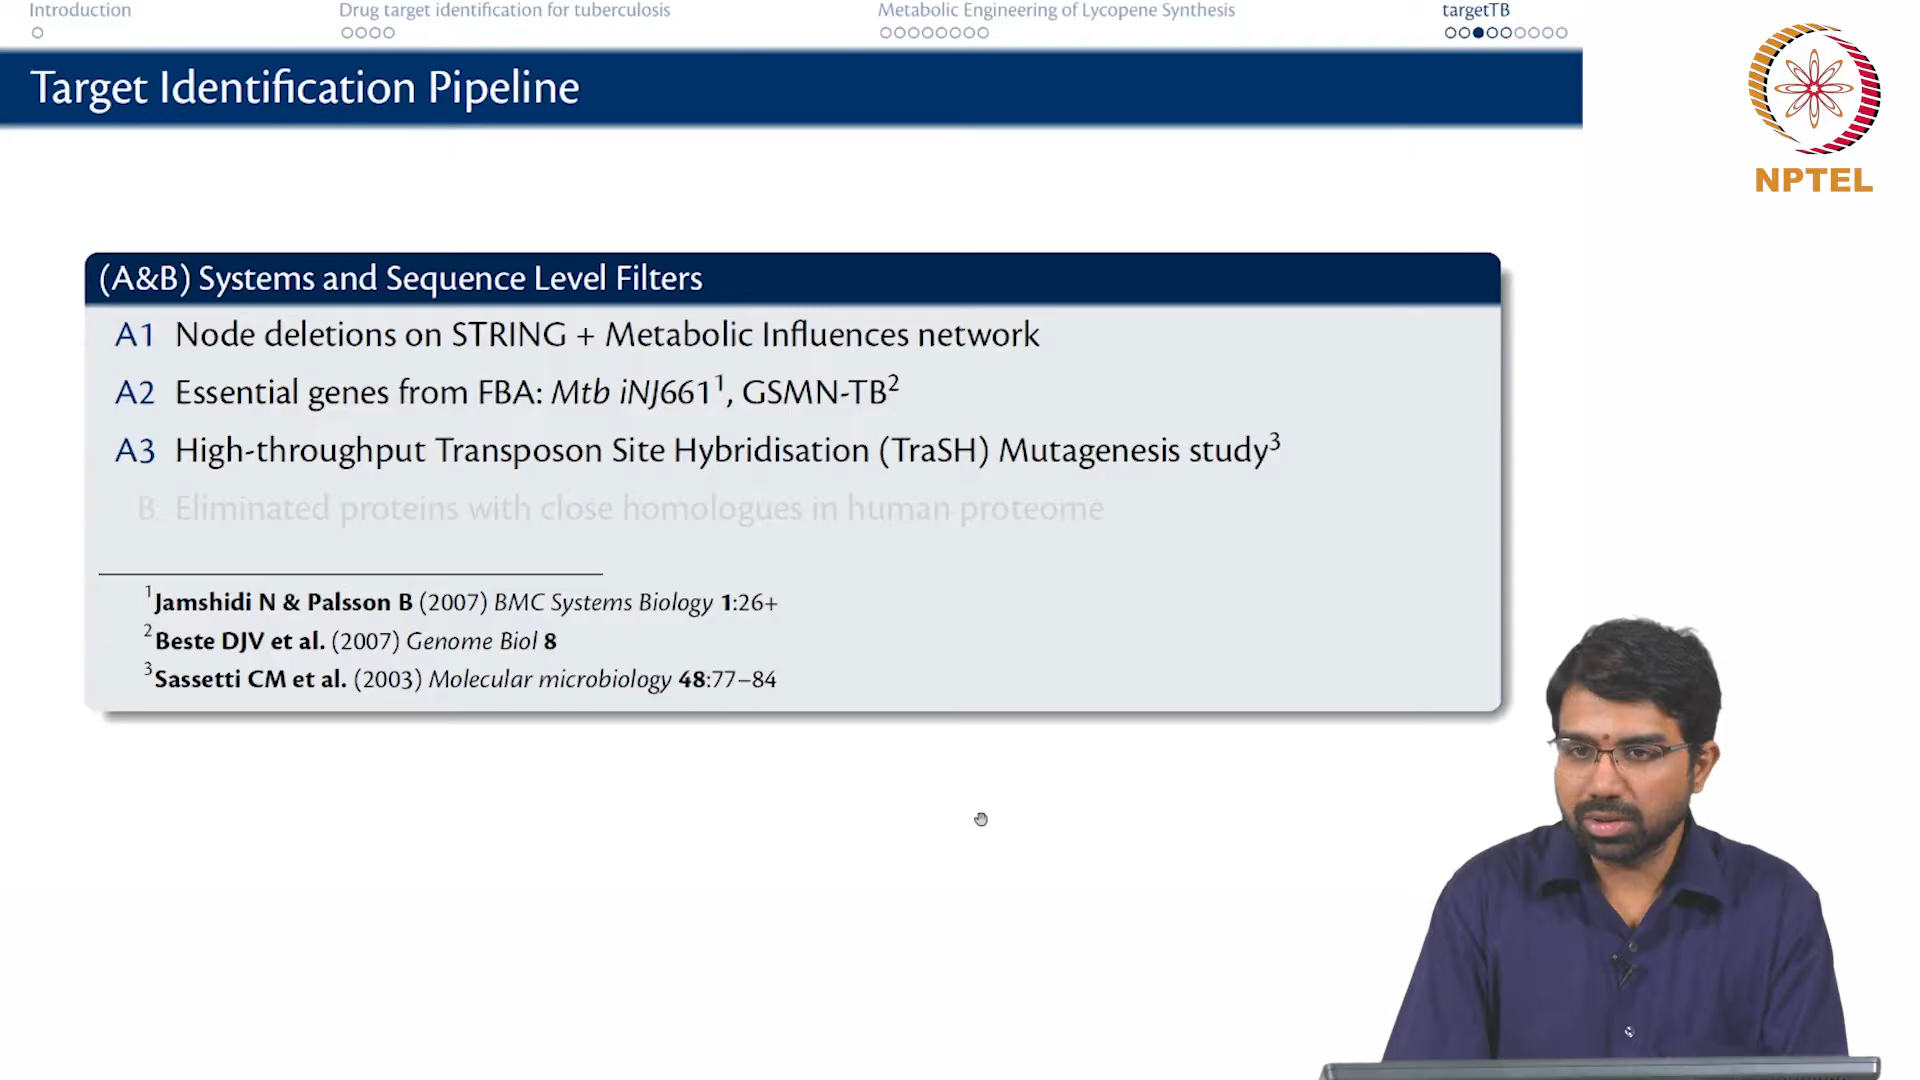 Introduction
Drug target identification for tuberculosis
Metabolic Engineering of Lycopene Synthesis
targetTB
Target Identification Pipeline
NPTEL
(A&B) Systems and Sequence Level Filters
A1 Node deletions on STRING + Metabolic Influences network
A2 Essential genes from FBA: Mtb iNJ661¹, GSMN-TB²
A3 High-throughput Transposon Site Hybridisation (TraSH) Mutagenesis study³
B Eliminated proteins with close homologues in human proteome
¹Jamshidi N & Palsson B (2007) BMC Systems Biology 1:26+
²Beste DJV et al. (2007) Genome Biol 8
³Sassetti CM et al. (2003) Molecular microbiology 48:77–84